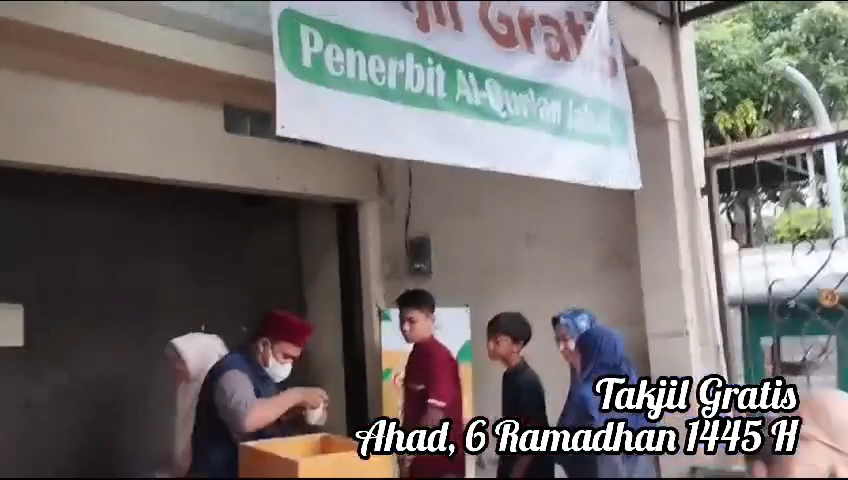 Gratis
Penerbit Al-Qur'an
Takjil Gratis
Ahad, 6 Ramadhan 1445 H